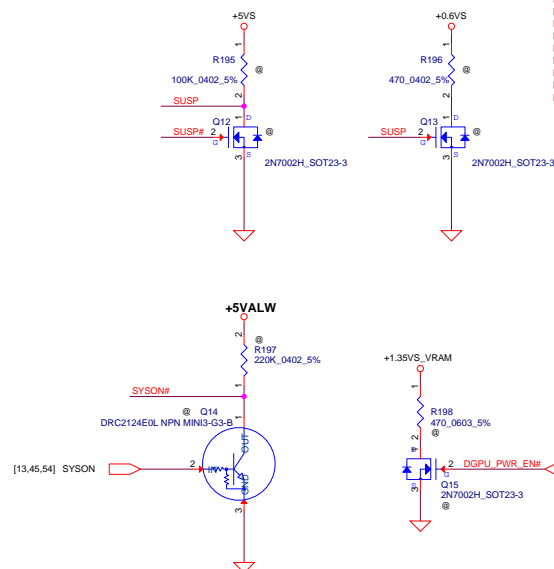 +5VS
1
R195
@
100K_0402_5%
2
SUSP
1
D
Q12
@
SUSP#
2
G
S
3
2N7002H_SOT23-3
+0.6VS
1
R196
@
470_0402_5%
2
1
D
Q13
@
SUSP
2
G
S
3
2N7002H_SOT23-3
+5VALW
2
@
R197
220K_0402_5%
1
SYSON#
@
Q14
1
DRC2124E0L NPN MINI3-G3-B
OUT
[13,45,54]
SYSON
2
IN
GND
3
+1.35VS_VRAM
1
R198
470_0603_5%
@
2
1
D
2
DGPU_PWR_EN#
G
S
3
Q15
2N7002H_SOT23-3
@